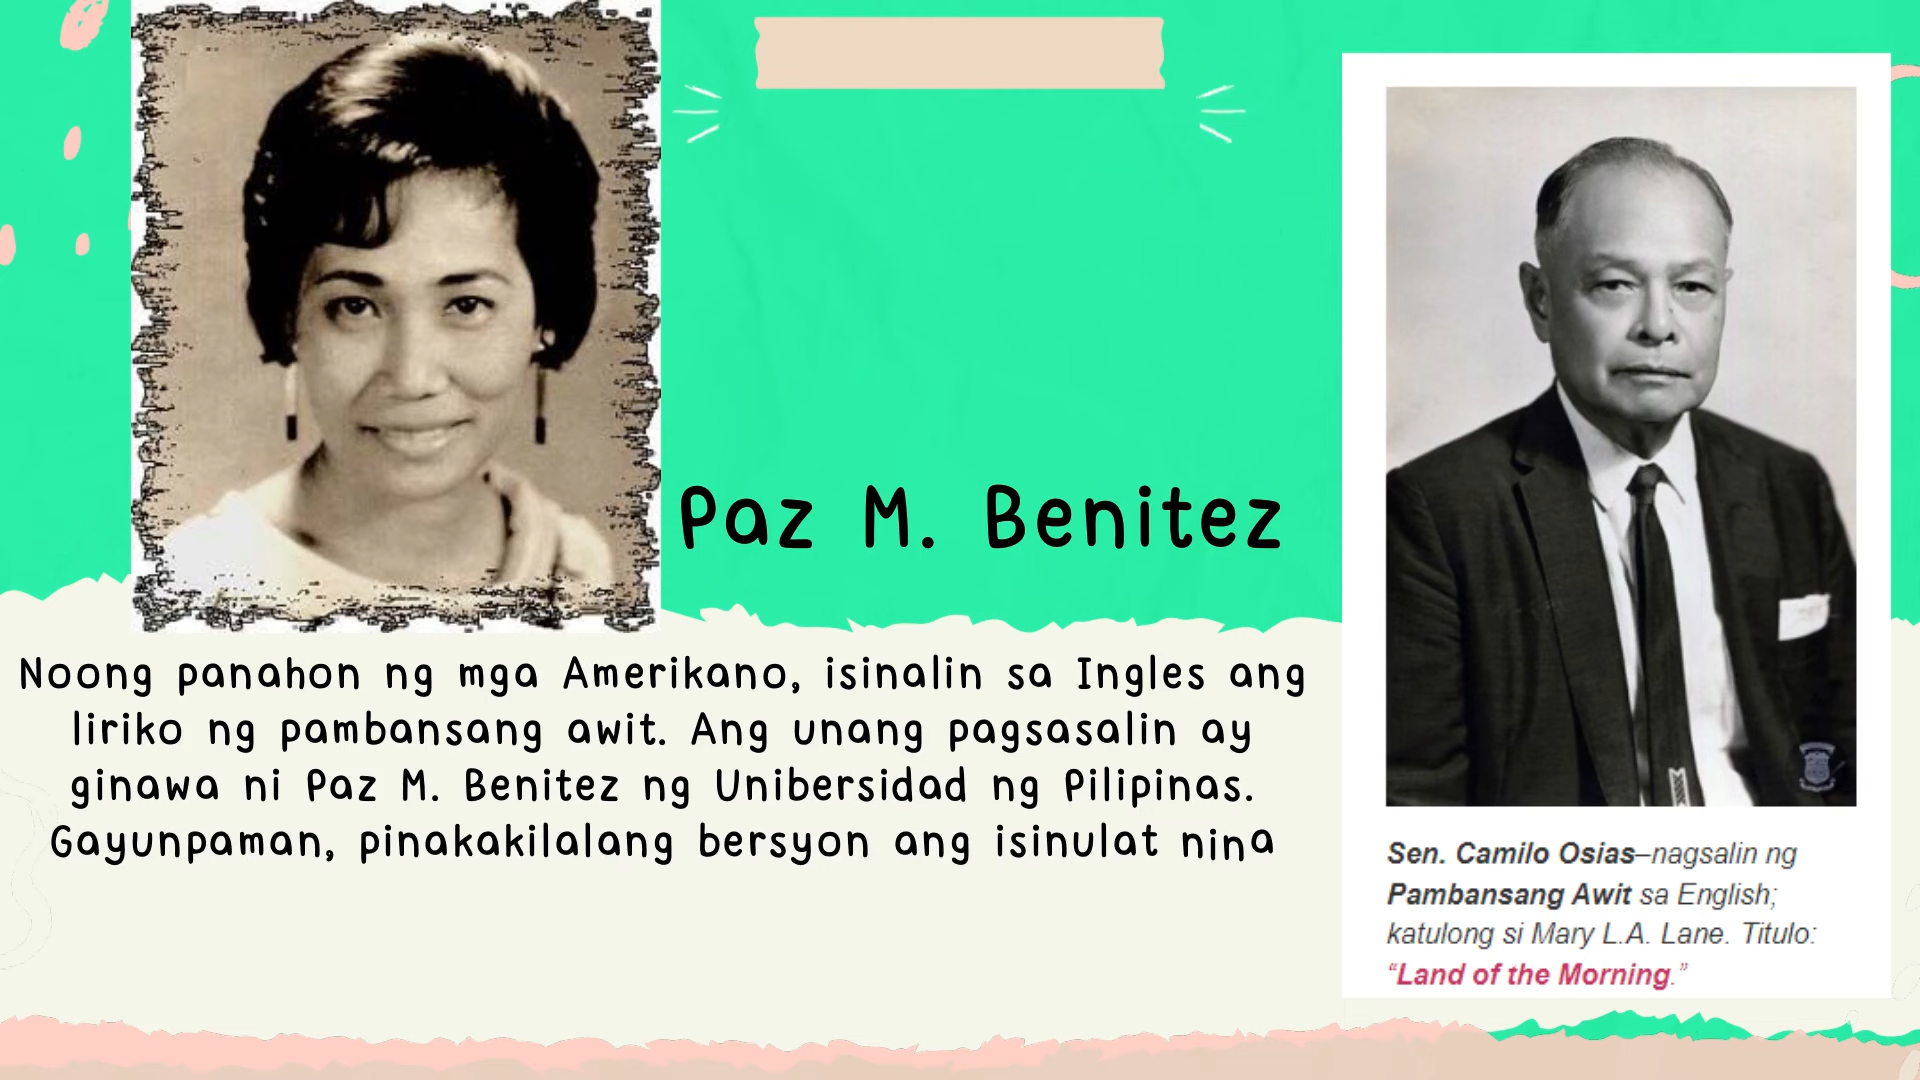 Paz M. Benitez
Noong panahon ng mga Amerikano, isinalin sa Ingles ang
liriko ng pambansang awit. Ang unang pagsasalin ay
ginawa ni Paz M. Benitez ng Unibersidad ng Pilipinas.
Gayunpaman, pinakakilalang bersyon ang isinulat nina
Sen. Camilo Osias–nagsalin ng
Pambansang Awit sa English;
katulong si Mary L.A. Lane. Titulo:
“Land of the Morning.”